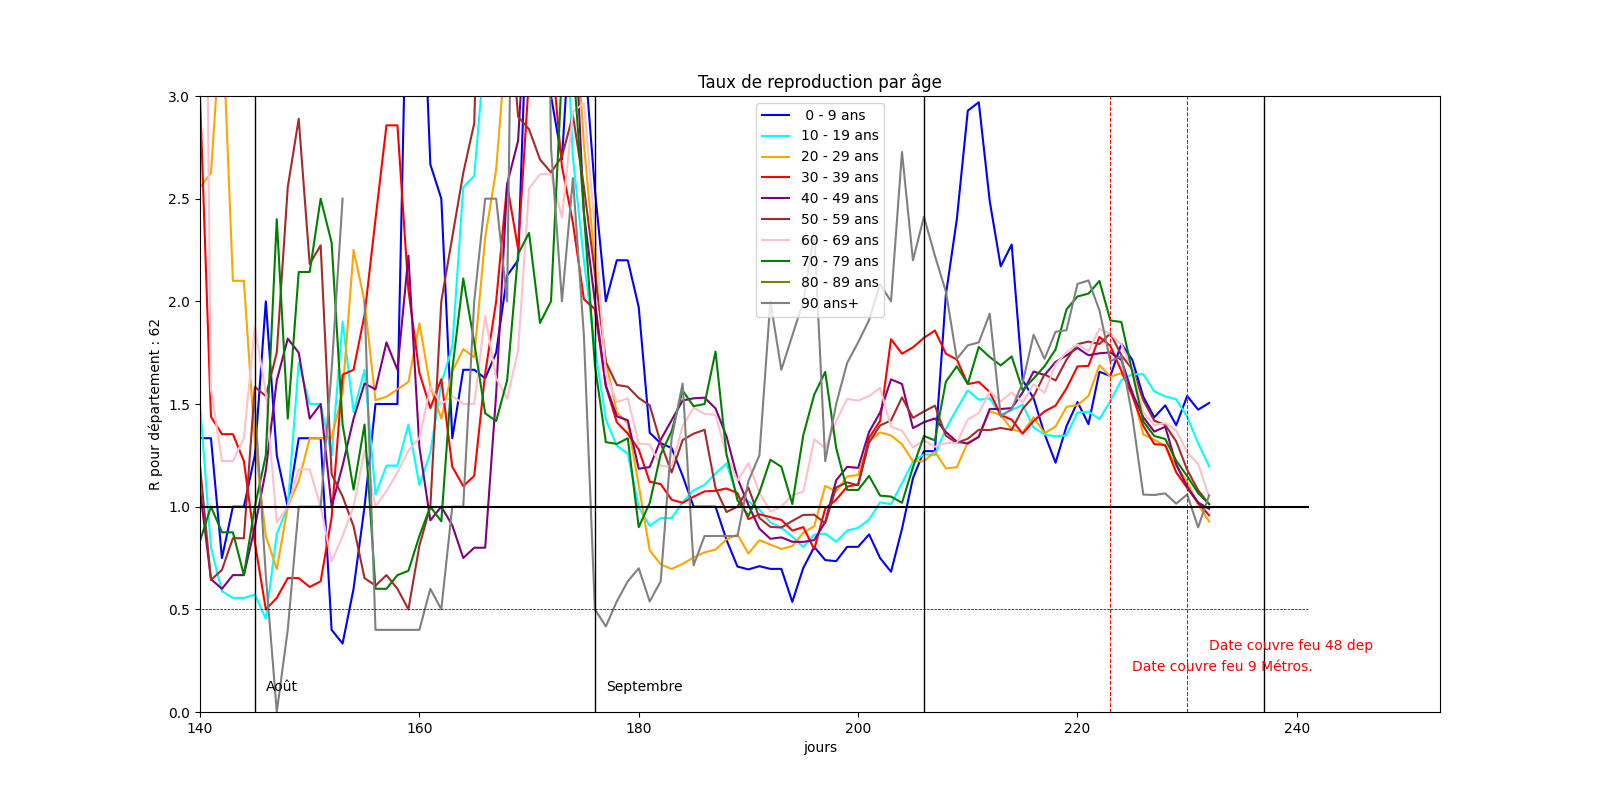 Taux de reproduction par âge
3.0
2.5
2.0
1.5
1.0
0.5
0.0
R pour département : 62
0 - 9 ans
10 - 19 ans
20 - 29 ans
30 - 39 ans
40 - 49 ans
50 - 59 ans
60 - 69 ans
70 - 79 ans
80 - 89 ans
90 ans+
Date couvre feu 48 dep
Date couvre feu 9 Métros.
Août
Septembre
140
160
180
200
220
240
jours